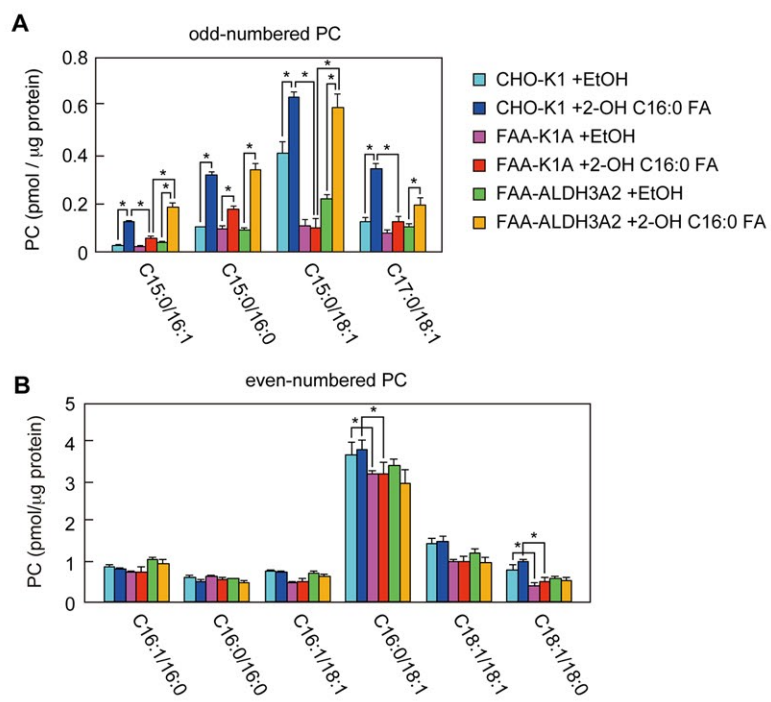 A
odd-numbered PC
PC (pmol / μg protein)
0.8
0.6
0.4
0.2
0
* * * *
* * *
* * * *
* * *
C15:0/16:1
C15:0/16:0
C15:0/18:1
C17:0/18:1
CHO-K1 +EtOH
CHO-K1 +2-OH C16:0 FA
FAA-K1A +EtOH
FAA-K1A +2-OH C16:0 FA
FAA-ALDH3A2 +EtOH
FAA-ALDH3A2 +2-OH C16:0 FA
B
even-numbered PC
PC (pmol/μg protein)
5
4
3
2
1
0
* *
* *
C16:1/16:0
C16:0/16:0
C16:1/18:1
C16:0/18:1
C18:1/18:1
C18:1/18:0